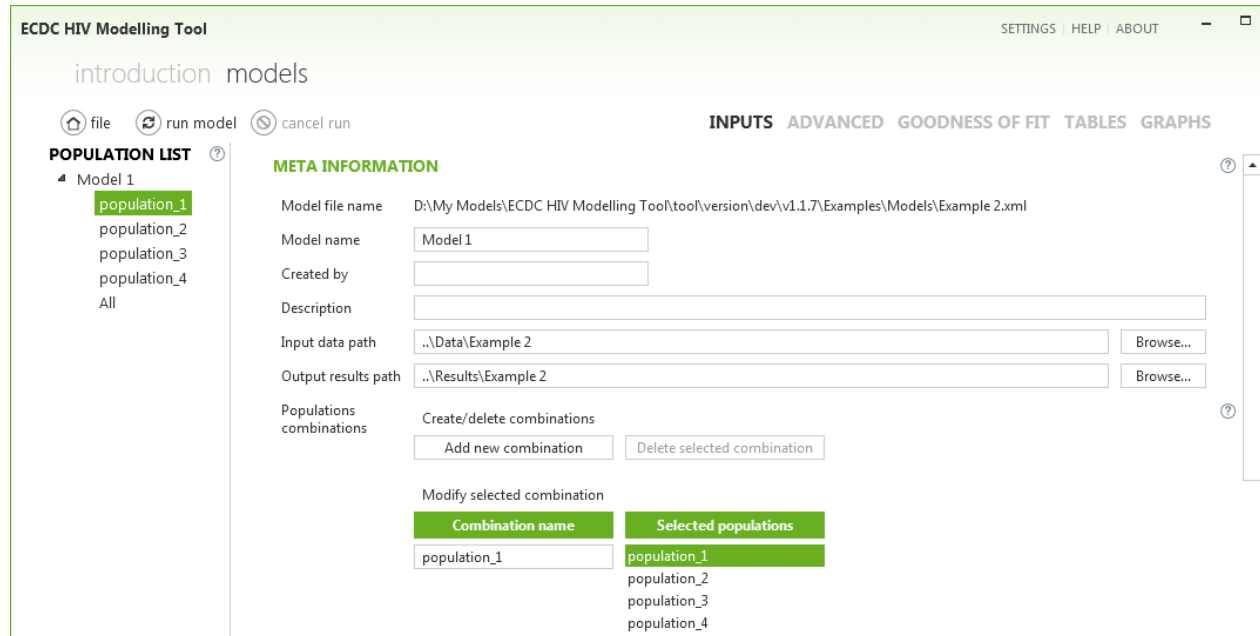 ECDC HIV Modelling Tool
SETTINGS | HELP | ABOUT
introduction models
file run model cancel run
INPUTS ADVANCED GOODNESS OF FIT TABLES GRAPHS
POPULATION LIST ?
Model 1
population_1
population_2
population_3
population_4
All
META INFORMATION ?
Model file name D:\My Models\ECDC HIV Modelling Tool\tool\version\dev\v1.1.7\Examples\Models\Example 2.xml
Model name Model 1
Created by
Description
Input data path ..\Data\Example 2 Browse...
Output results path ..\Results\Example 2 Browse...
Populations combinations
Create/delete combinations ?
Add new combination Delete selected combination
Modify selected combination
Combination name Selected populations
population_1 population_1
population_2
population_3
population_4